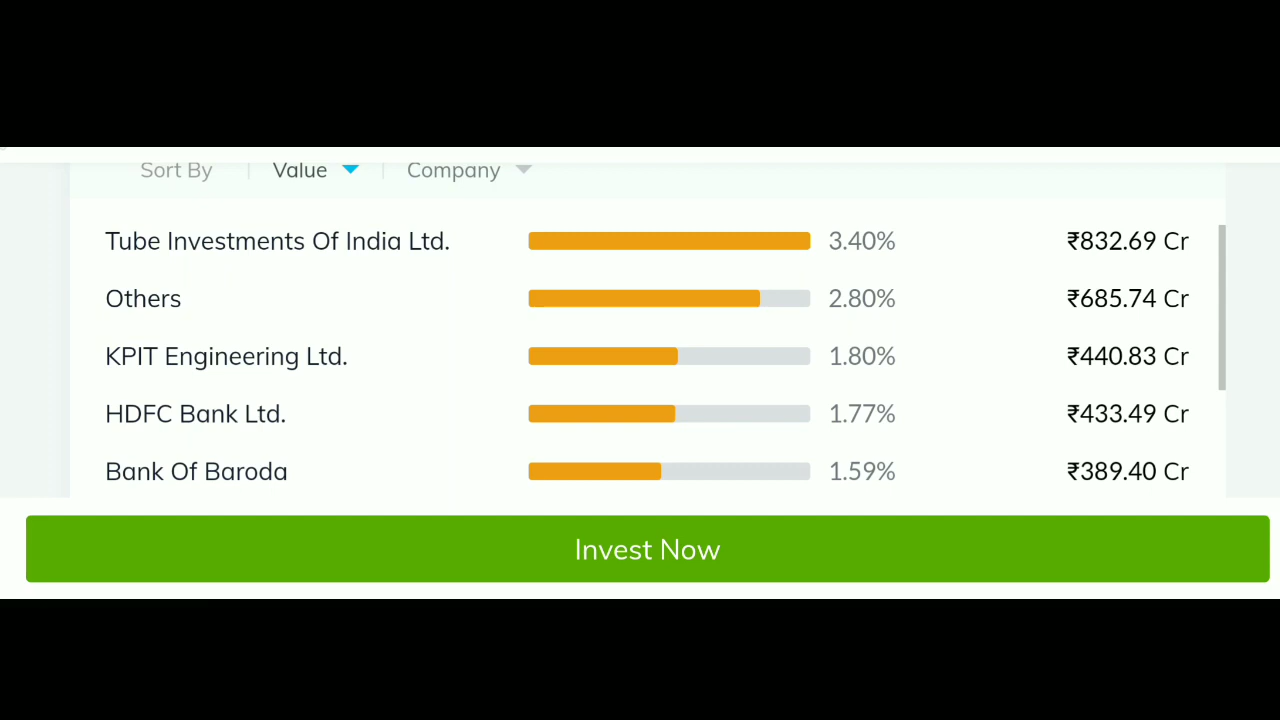 Sort By Value Company
Tube Investments Of India Ltd. 3.40% ₹832.69 Cr
Others 2.80% ₹685.74 Cr
KPIT Engineering Ltd. 1.80% ₹440.83 Cr
HDFC Bank Ltd. 1.77% ₹433.49 Cr
Bank Of Baroda 1.59% ₹389.40 Cr
Invest Now